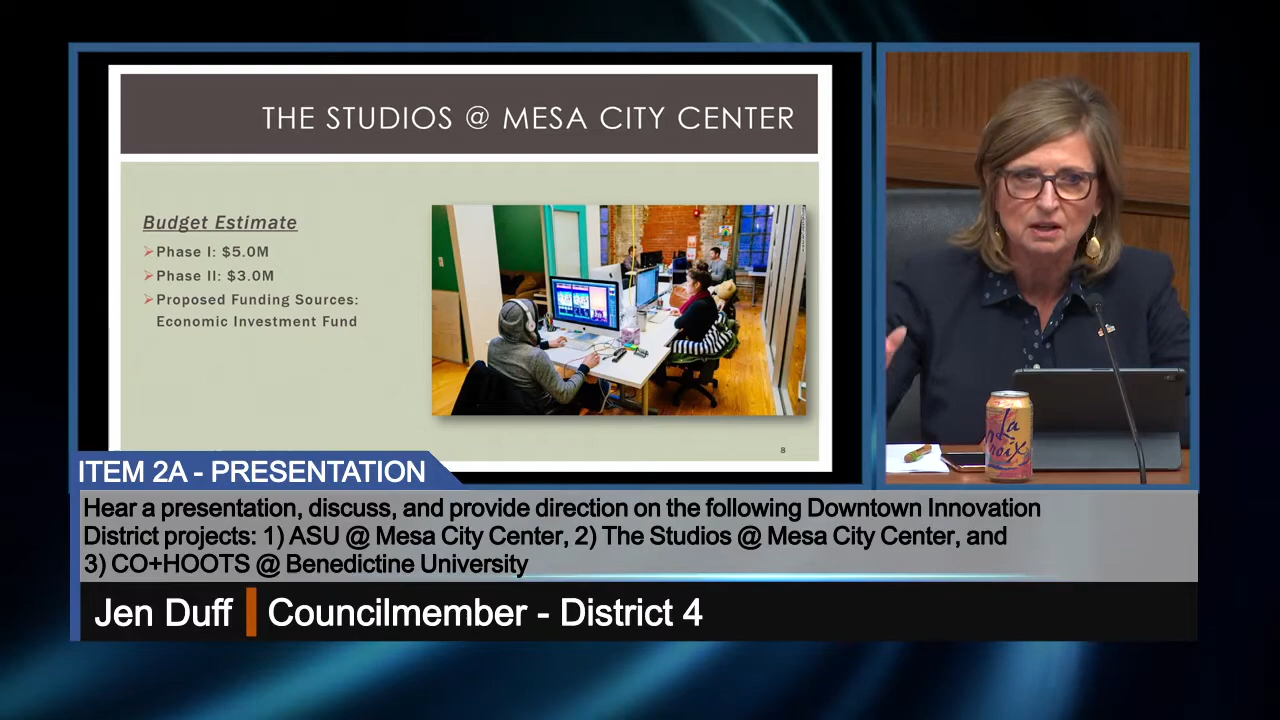 THE STUDIOS @ MESA CITY CENTER
Budget Estimate
Phase I: $5.0M
Phase II: $3.0M
Proposed Funding Sources:
Economic Investment Fund
8
La
Croix
ITEM 2A - PRESENTATION
Hear a presentation, discuss, and provide direction on the following Downtown Innovation
District projects: 1) ASU @ Mesa City Center, 2) The Studios @ Mesa City Center, and
3) CO+HOOTS @ Benedictine University
Jen Duff
Councilmember - District 4